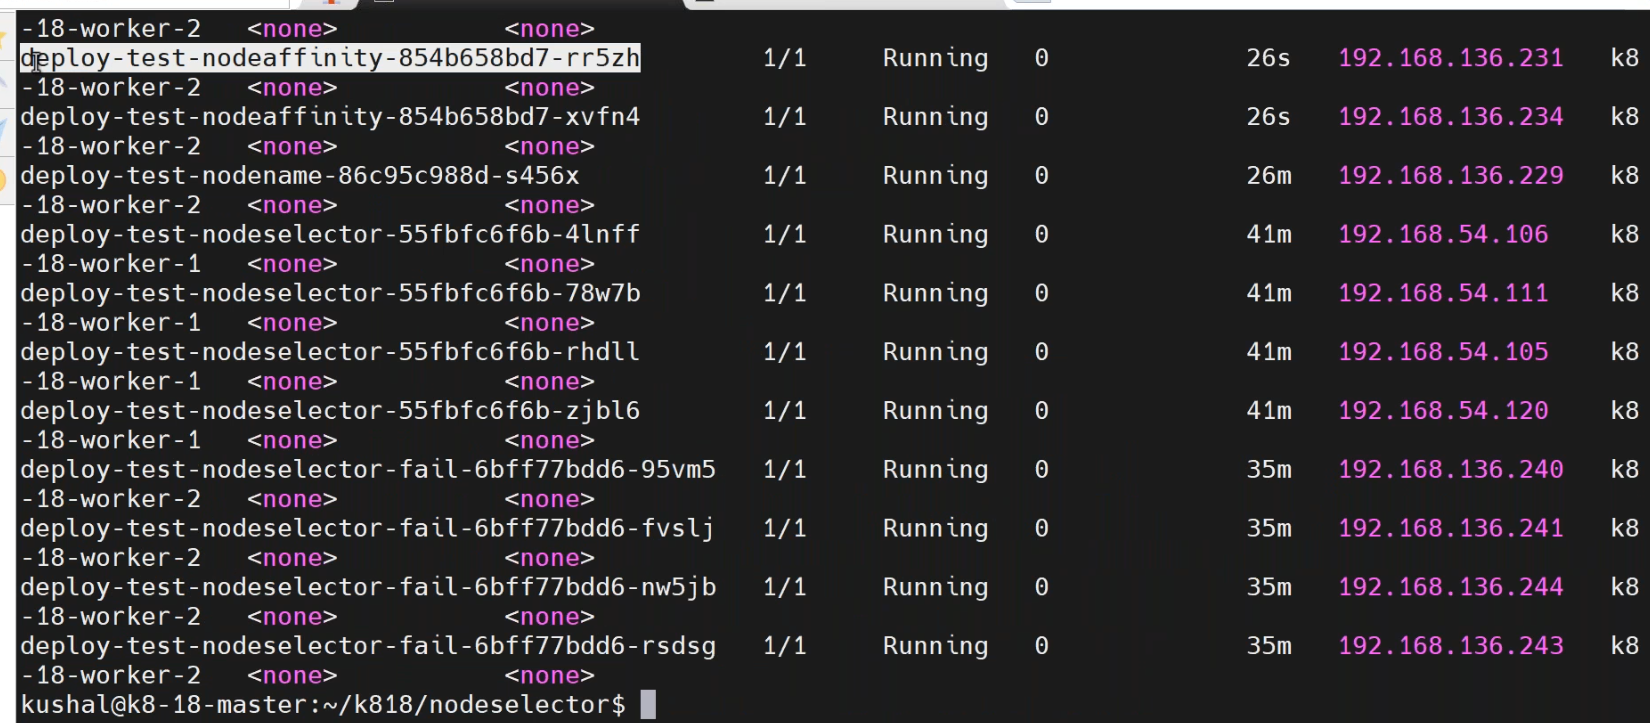 -18-worker-2 <none> <none>
deploy-test-nodeaffinity-854b658bd7-rr5zh 1/1 Running 0 26s 192.168.136.231 k8
-18-worker-2 <none> <none>
deploy-test-nodeaffinity-854b658bd7-xvfn4 1/1 Running 0 26s 192.168.136.234 k8
-18-worker-2 <none> <none>
deploy-test-nodename-86c95c988d-s456x 1/1 Running 0 26m 192.168.136.229 k8
-18-worker-2 <none> <none>
deploy-test-nodeselector-55fbfc6f6b-4lnff 1/1 Running 0 41m 192.168.54.106 k8
-18-worker-1 <none> <none>
deploy-test-nodeselector-55fbfc6f6b-78w7b 1/1 Running 0 41m 192.168.54.111 k8
-18-worker-1 <none> <none>
deploy-test-nodeselector-55fbfc6f6b-rhdll 1/1 Running 0 41m 192.168.54.105 k8
-18-worker-1 <none> <none>
deploy-test-nodeselector-55fbfc6f6b-zjbl6 1/1 Running 0 41m 192.168.54.120 k8
-18-worker-1 <none> <none>
deploy-test-nodeselector-fail-6bff77bdd6-95vm5 1/1 Running 0 35m 192.168.136.240 k8
-18-worker-2 <none> <none>
deploy-test-nodeselector-fail-6bff77bdd6-fvslj 1/1 Running 0 35m 192.168.136.241 k8
-18-worker-2 <none> <none>
deploy-test-nodeselector-fail-6bff77bdd6-nw5jb 1/1 Running 0 35m 192.168.136.244 k8
-18-worker-2 <none> <none>
deploy-test-nodeselector-fail-6bff77bdd6-rsdsg 1/1 Running 0 35m 192.168.136.243 k8
-18-worker-2 <none> <none>
kushal@k8-18-master:~/k818/nodeselector$